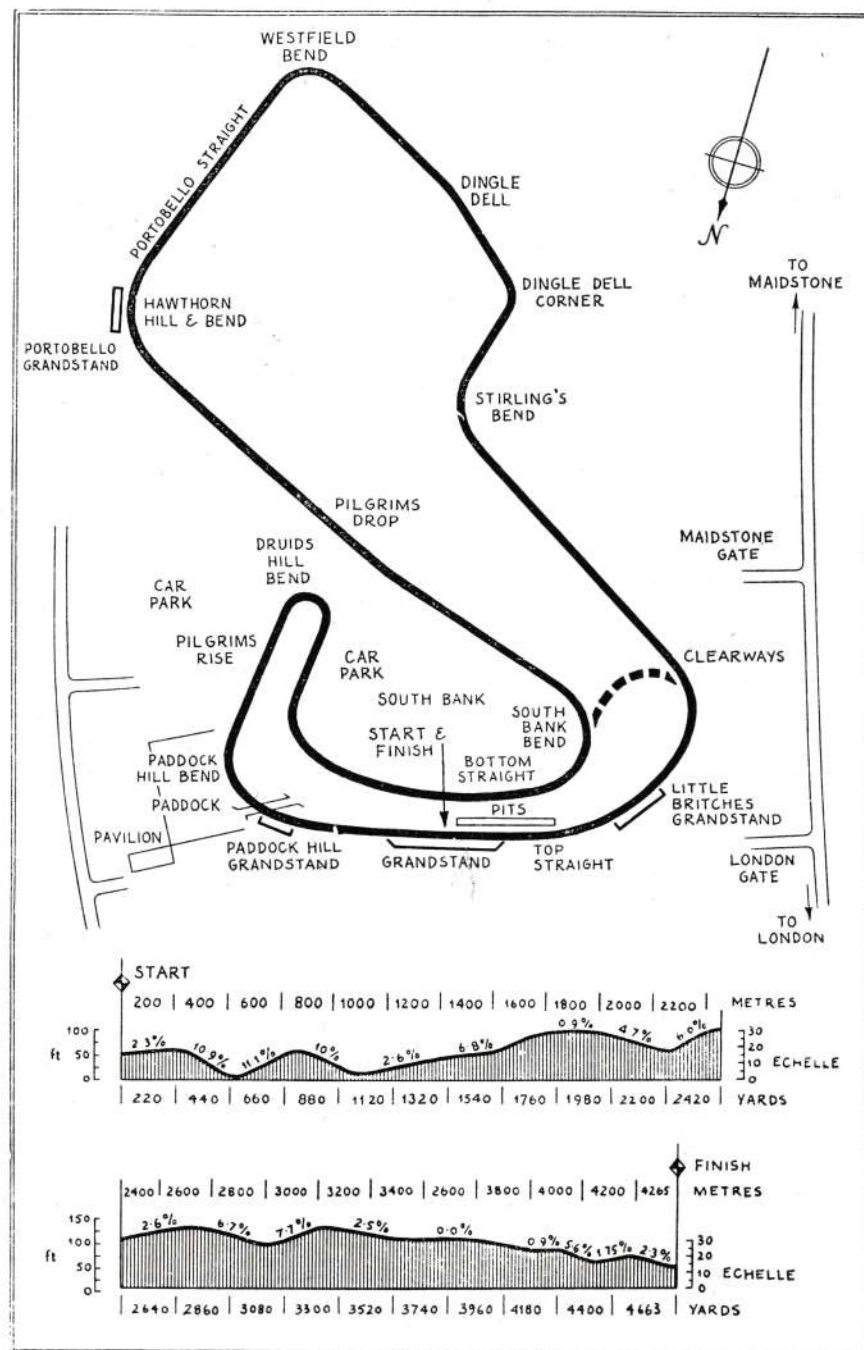 WESTFIELD
BEND
PORTOBELLO STRAIGHT
DINGLE
DELL
N
TO
MAIDSTONE
HAWTHORN
HILL & BEND
DINGLE DELL
CORNER
PORTOBELLO
GRANDSTAND
STIRLING'S
BEND
PILGRIMS
DROP
MAIDSTONE
GATE
DRUIDS
HILL
BEND
CAR
PARK
PILGRIMS
RISE
CAR
PARK
CLEARWAYS
SOUTH BANK
SOUTH
BANK
BEND
START &
FINISH
BOTTOM
STRAIGHT
PADDOCK
HILL BEND
PADDOCK
PITS
LITTLE
BRITCHES
GRANDSTAND
PAVILION
PADDOCK HILL
GRANDSTAND
GRANDSTAND
TOP
STRAIGHT
LONDON
GATE
TO
LONDON
START
200 400 600 800 1000 1200 1400 1600 1800 2000 2200 METRES
ft 100 50 0
2.3% 10.9% 11.1% 10% 2.6% 6.8% 0.9% 4.7% 6.0%
30 20 10 0 ECHELLE
220 440 660 880 1120 1320 1540 1760 1980 2200 2420 YARDS
FINISH
2400 2600 2800 3000 3200 3400 2600 3800 4000 4200 4265 METRES
ft 150 100 50 0
2.6% 6.7% 7.7% 2.5% 0.0% 0.9% 5.6% 1.75% 2.3%
30 20 10 0 ECHELLE
2640 2860 3080 3300 3520 3740 3960 4180 4400 4663 YARDS